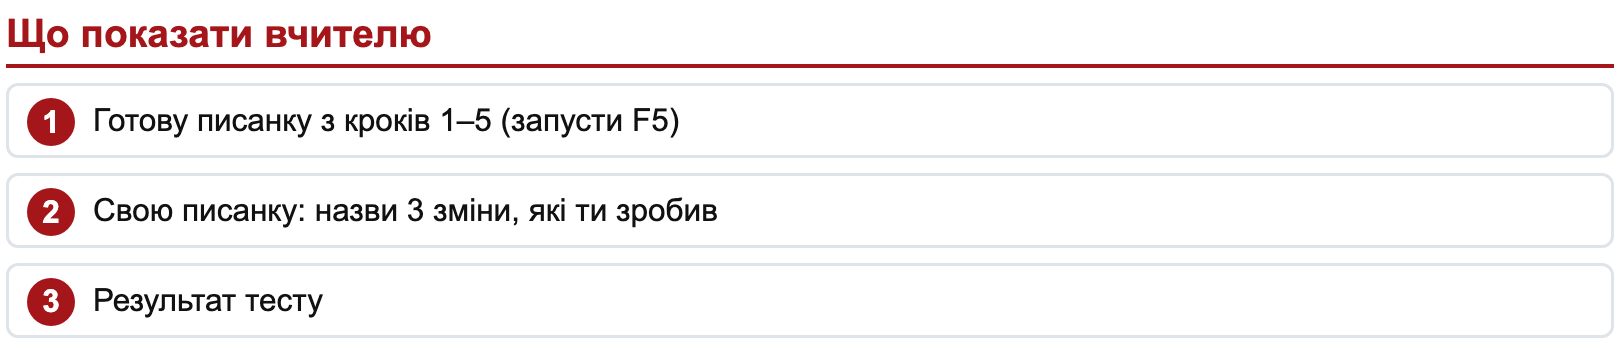 Що показати вчителю
1 Готову писанку з кроків 1–5 (запусти F5)
2 Свою писанку: назви 3 зміни, які ти зробив
3 Результат тесту